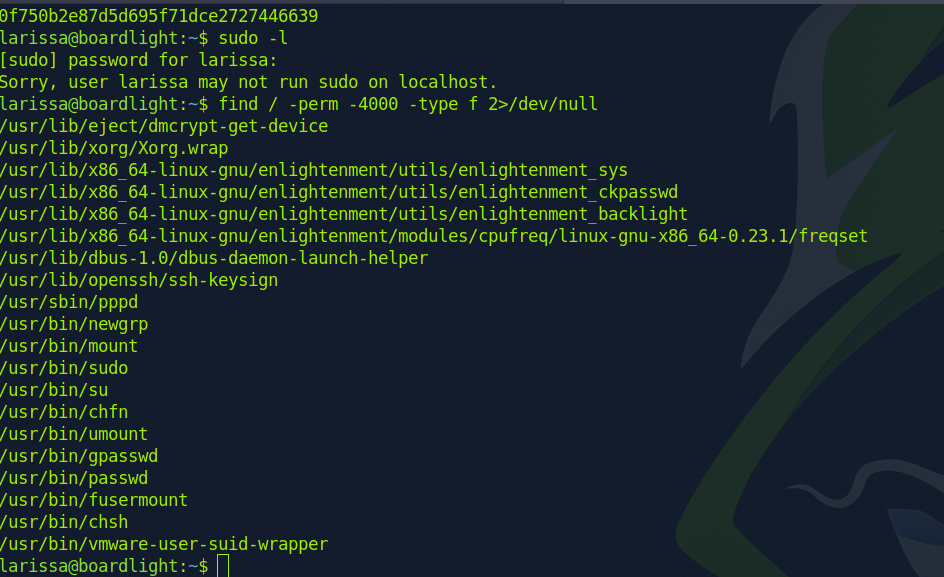 0f750b2e87d5d695f71dce2727446639
larissa@boardlight:~$ sudo -l
[sudo] password for larissa:
Sorry, user larissa may not run sudo on localhost.
larissa@boardlight:~$ find / -perm -4000 -type f 2>/dev/null
/usr/lib/eject/dmcrypt-get-device
/usr/lib/xorg/Xorg.wrap
/usr/lib/x86_64-linux-gnu/enlightenment/utils/enlightenment_sys
/usr/lib/x86_64-linux-gnu/enlightenment/utils/enlightenment_ckpasswd
/usr/lib/x86_64-linux-gnu/enlightenment/utils/enlightenment_backlight
/usr/lib/x86_64-linux-gnu/enlightenment/modules/cpufreq/linux-gnu-x86_64-0.23.1/freqset
/usr/lib/dbus-1.0/dbus-daemon-launch-helper
/usr/lib/openssh/ssh-keysign
/usr/sbin/pppd
/usr/bin/newgrp
/usr/bin/mount
/usr/bin/sudo
/usr/bin/su
/usr/bin/chfn
/usr/bin/umount
/usr/bin/gpasswd
/usr/bin/passwd
/usr/bin/fusermount
/usr/bin/chsh
/usr/bin/vmware-user-suid-wrapper
larissa@boardlight:~$